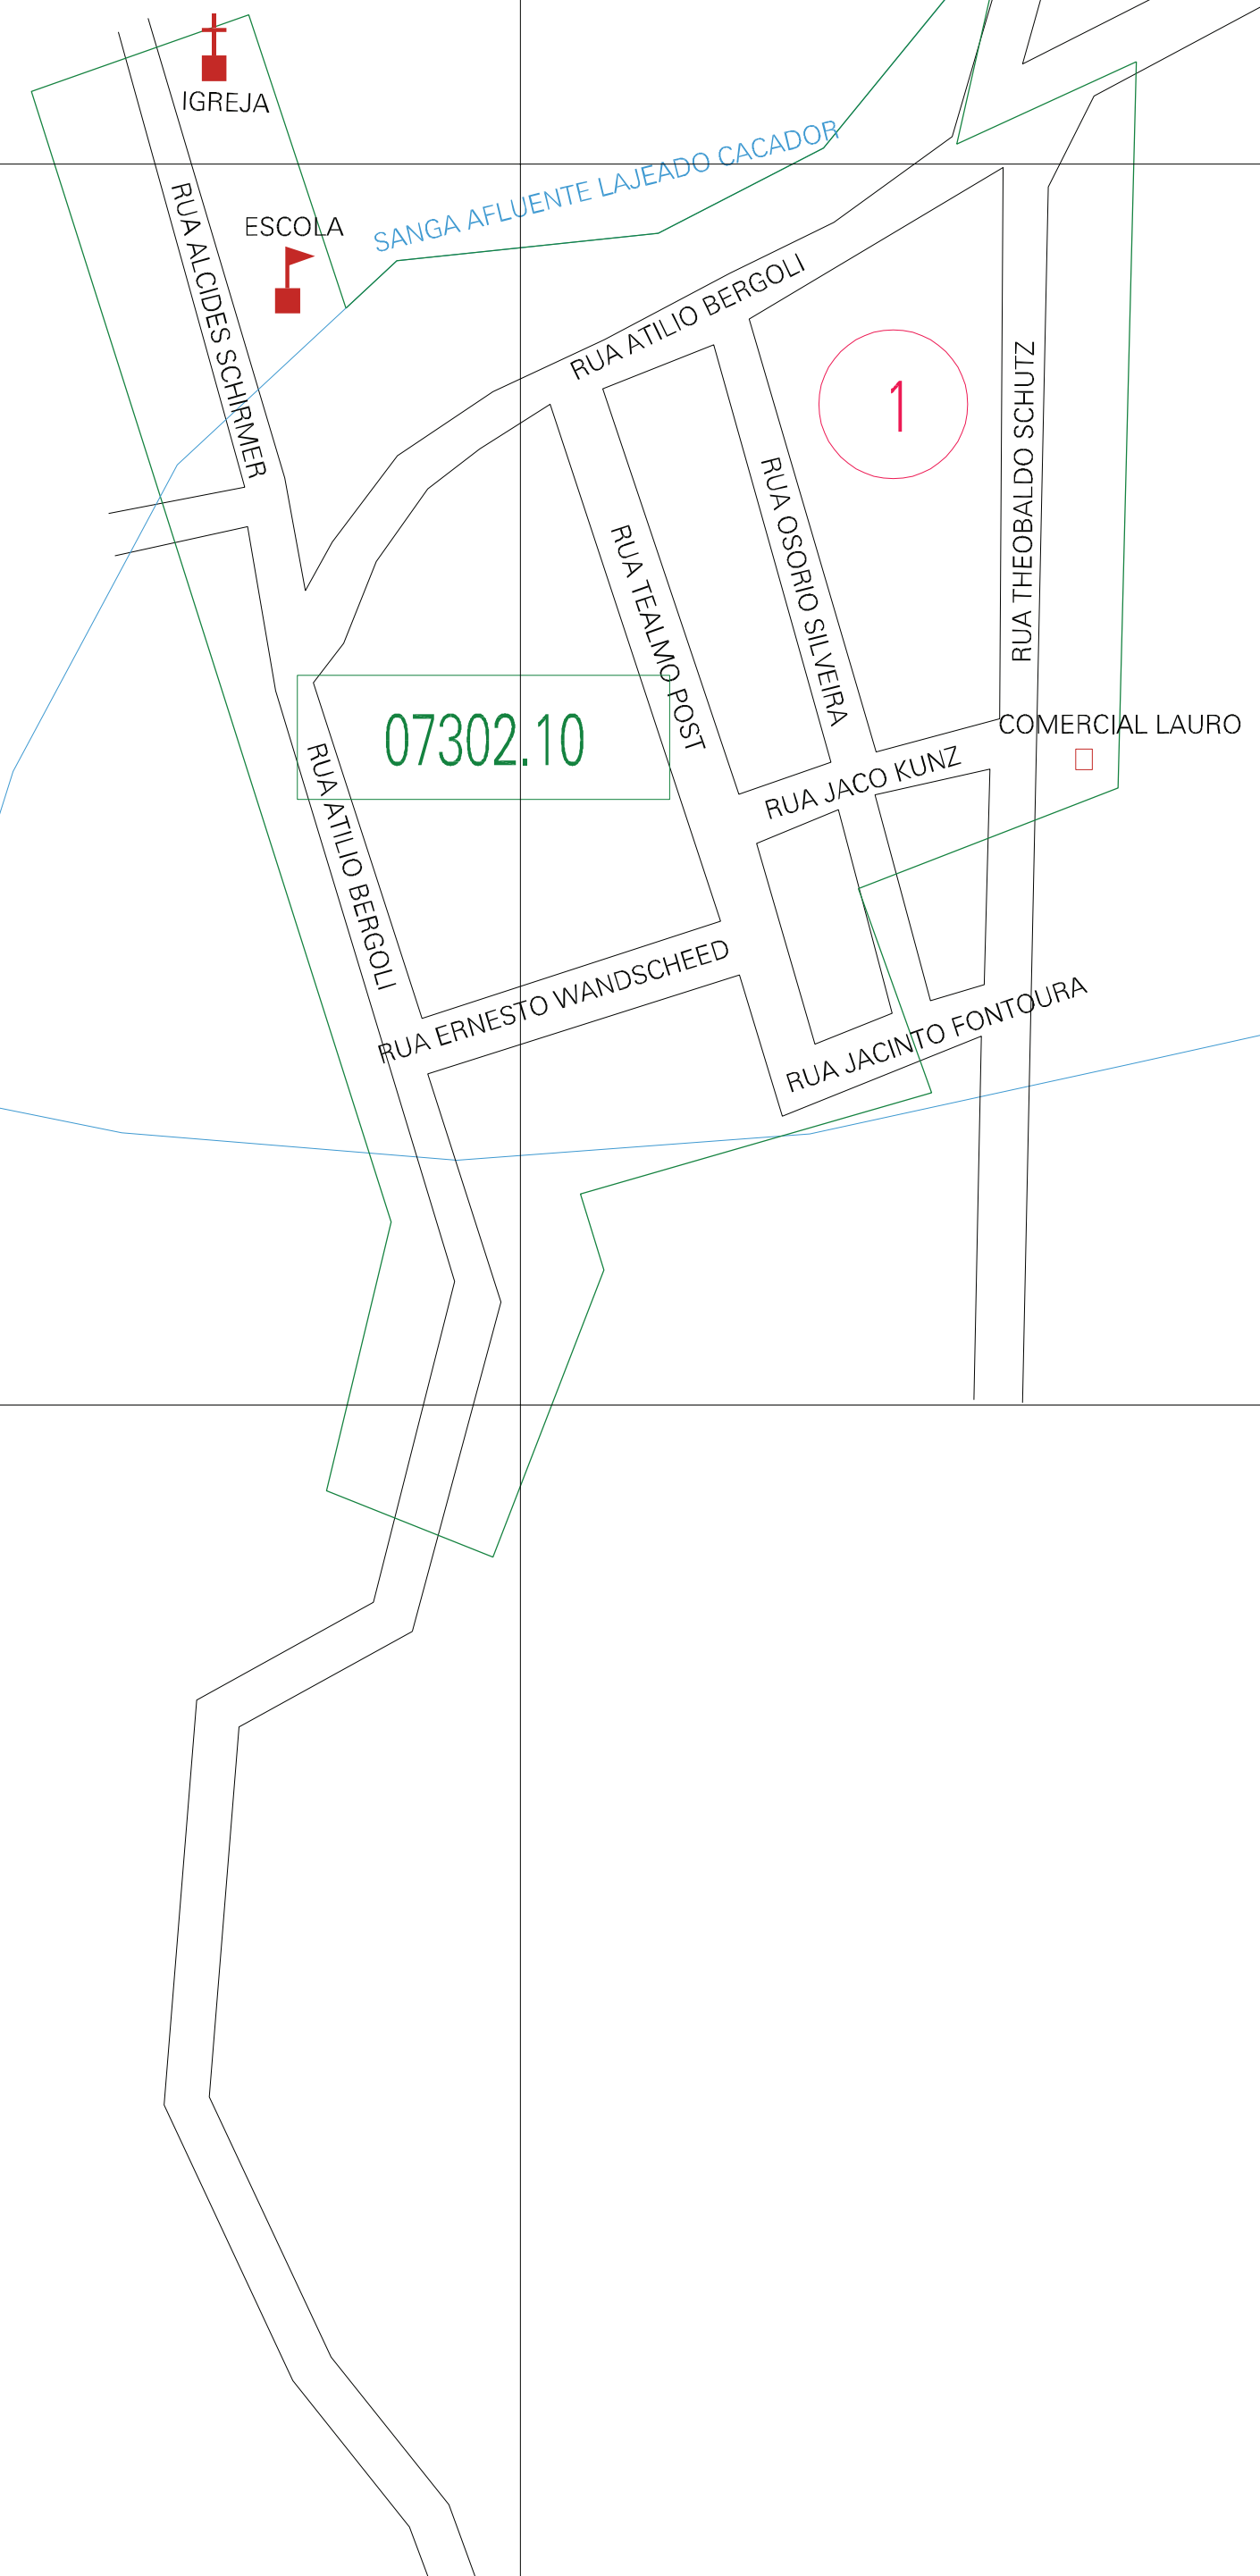 IGREJA
SANGA AFLUENTE LAJEADO CACADOR
ESCOLA
RUA ALCIDES SCHIRMER
RUA ATILIO BERGOLI
1
RUA THEOBALDO SCHUTZ
RUA OSORIO SILVEIRA
RUA TEALMO POST
COMERCIAL LAURO
07302.10
RUA JACO KUNZ
RUA ATILIO BERGOLI
RUA ERNESTO WANDSCHEED
RUA JACINTO FONTOURA